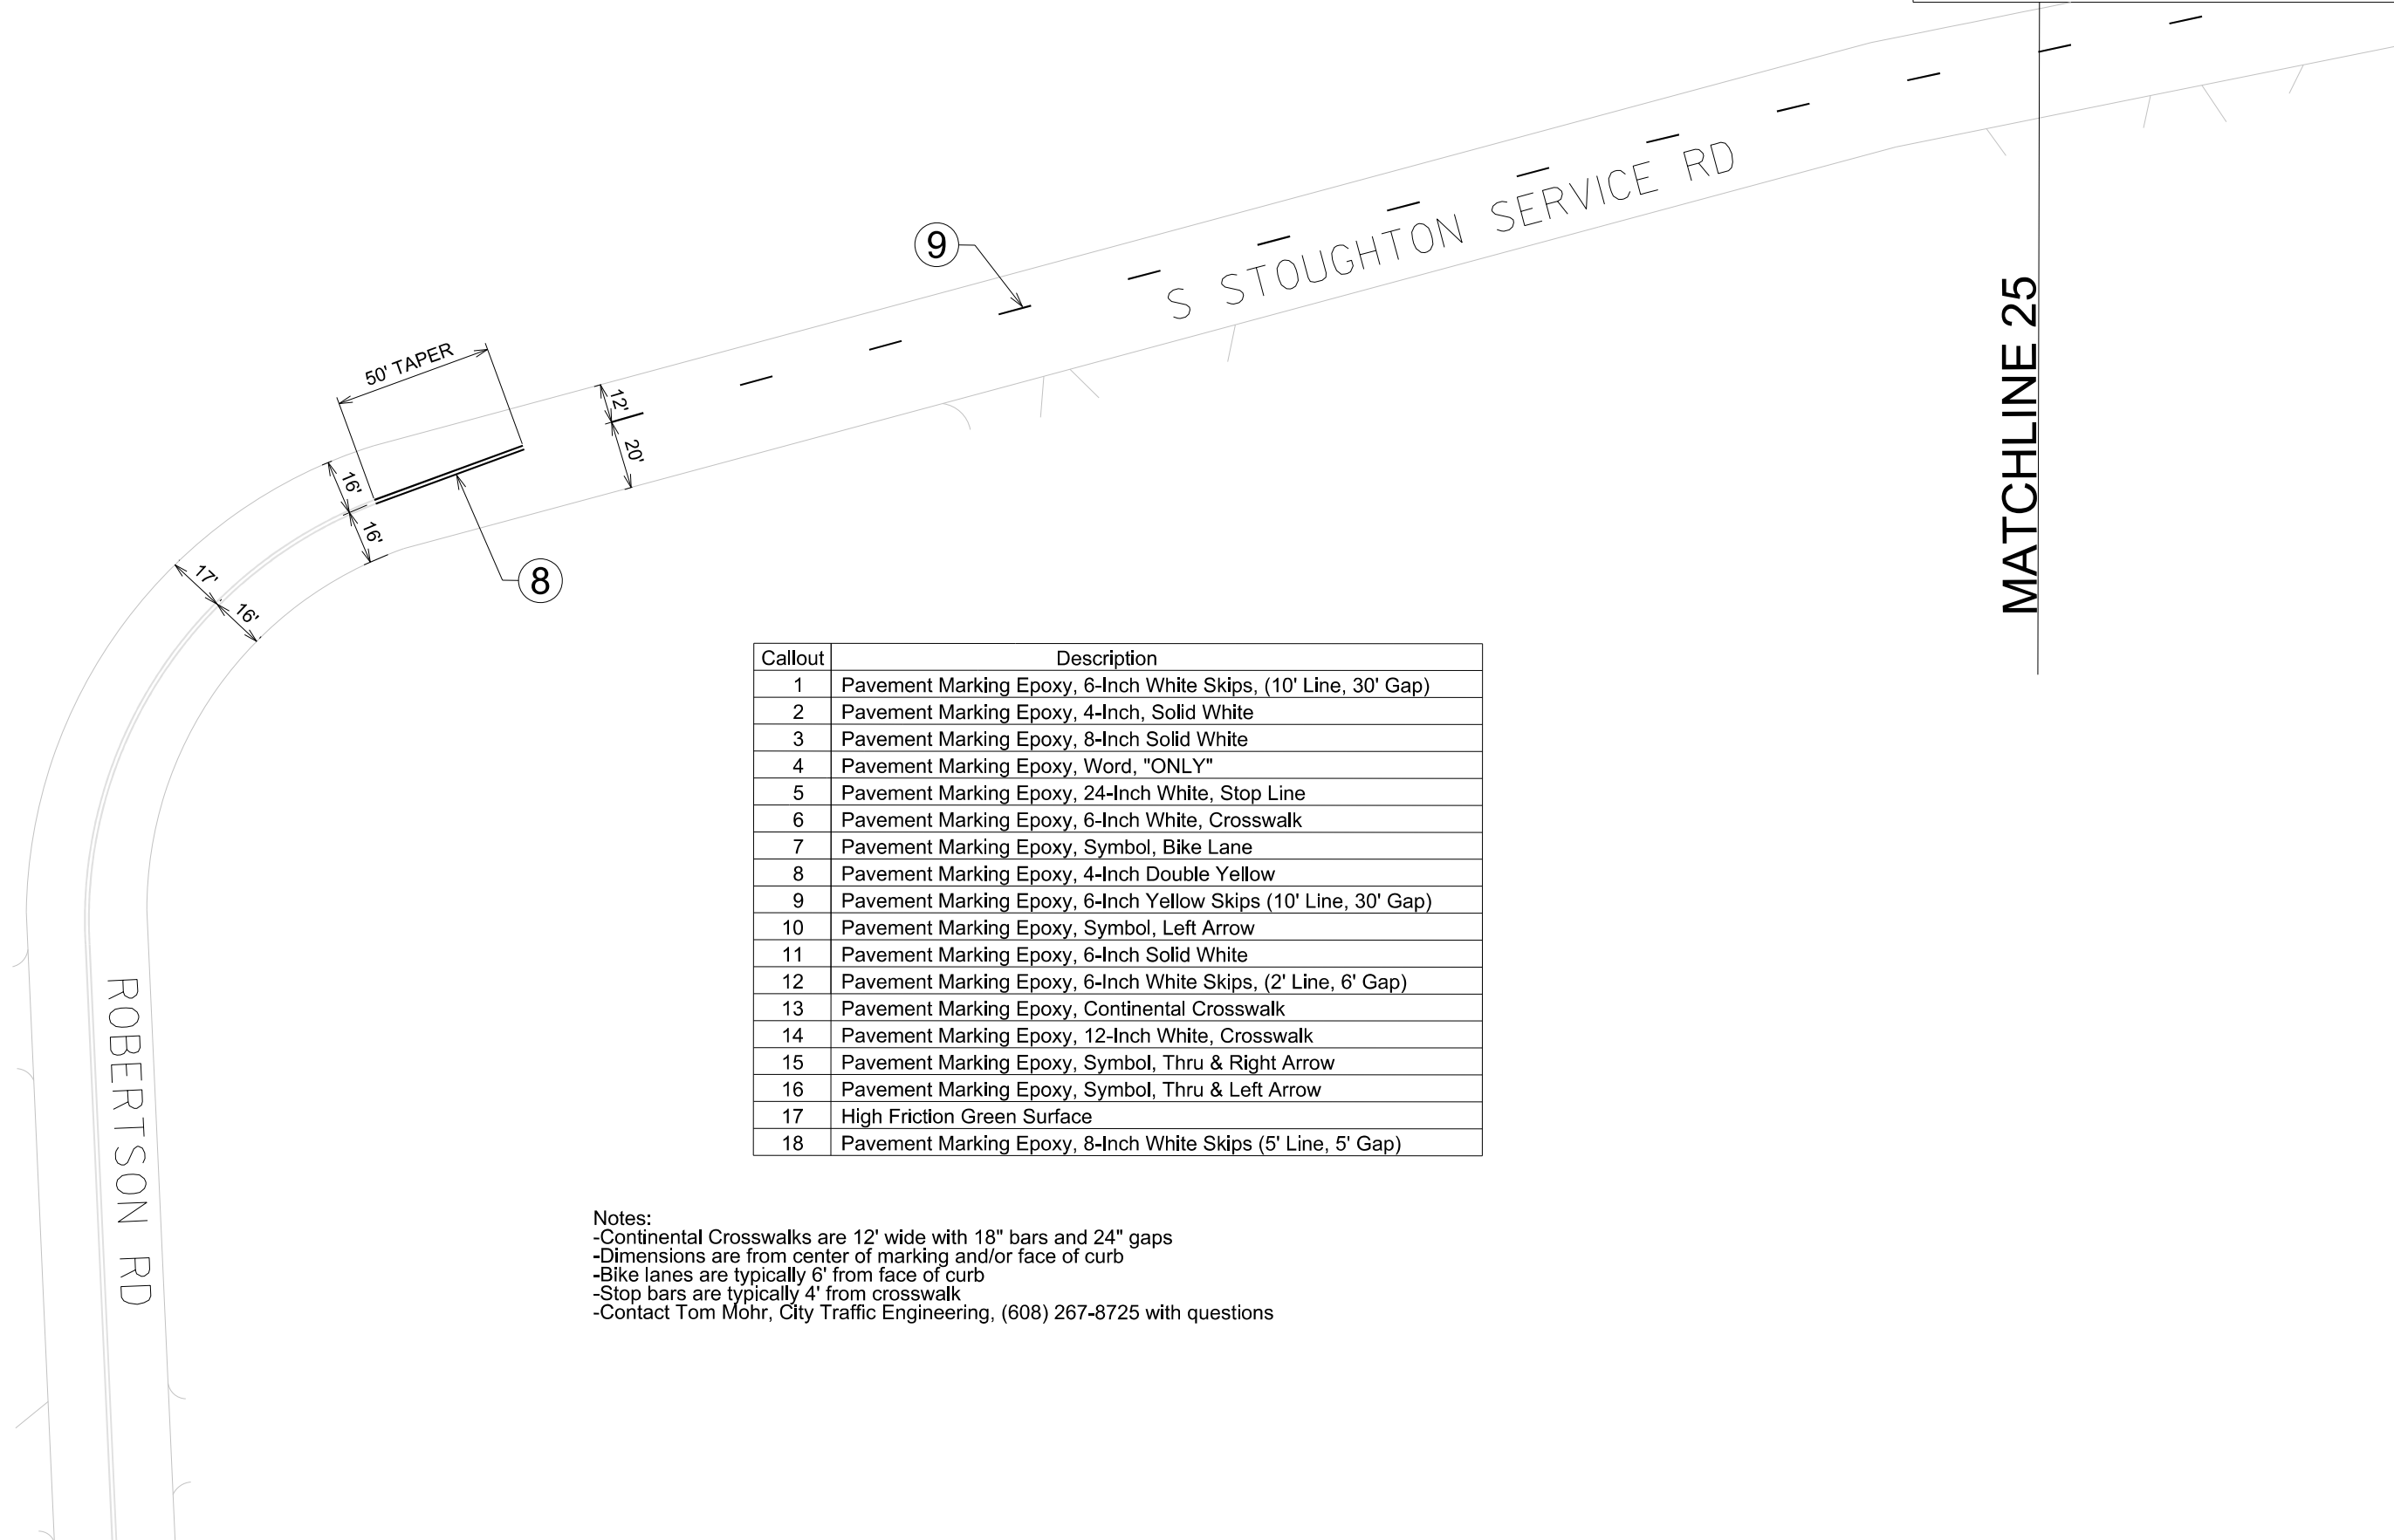 9
S STOUGHTON SERVICE RD
MATCHLINE 25
50' TAPER
12'
20'
16'
16'
8
17'
16'
ROBERTSON RD
Callout Description
1 Pavement Marking Epoxy, 6-Inch White Skips, (10' Line, 30' Gap)
2 Pavement Marking Epoxy, 4-Inch, Solid White
3 Pavement Marking Epoxy, 8-Inch Solid White
4 Pavement Marking Epoxy, Word, "ONLY"
5 Pavement Marking Epoxy, 24-Inch White, Stop Line
6 Pavement Marking Epoxy, 6-Inch White, Crosswalk
7 Pavement Marking Epoxy, Symbol, Bike Lane
8 Pavement Marking Epoxy, 4-Inch Double Yellow
9 Pavement Marking Epoxy, 6-Inch Yellow Skips (10' Line, 30' Gap)
10 Pavement Marking Epoxy, Symbol, Left Arrow
11 Pavement Marking Epoxy, 6-Inch Solid White
12 Pavement Marking Epoxy, 6-Inch White Skips, (2' Line, 6' Gap)
13 Pavement Marking Epoxy, Continental Crosswalk
14 Pavement Marking Epoxy, 12-Inch White, Crosswalk
15 Pavement Marking Epoxy, Symbol, Thru & Right Arrow
16 Pavement Marking Epoxy, Symbol, Thru & Left Arrow
17 High Friction Green Surface
18 Pavement Marking Epoxy, 8-Inch White Skips (5' Line, 5' Gap)
Notes:
-Continental Crosswalks are 12' wide with 18" bars and 24" gaps
-Dimensions are from center of marking and/or face of curb
-Bike lanes are typically 6' from face of curb
-Stop bars are typically 4' from crosswalk
-Contact Tom Mohr, City Traffic Engineering, (608) 267-8725 with questions